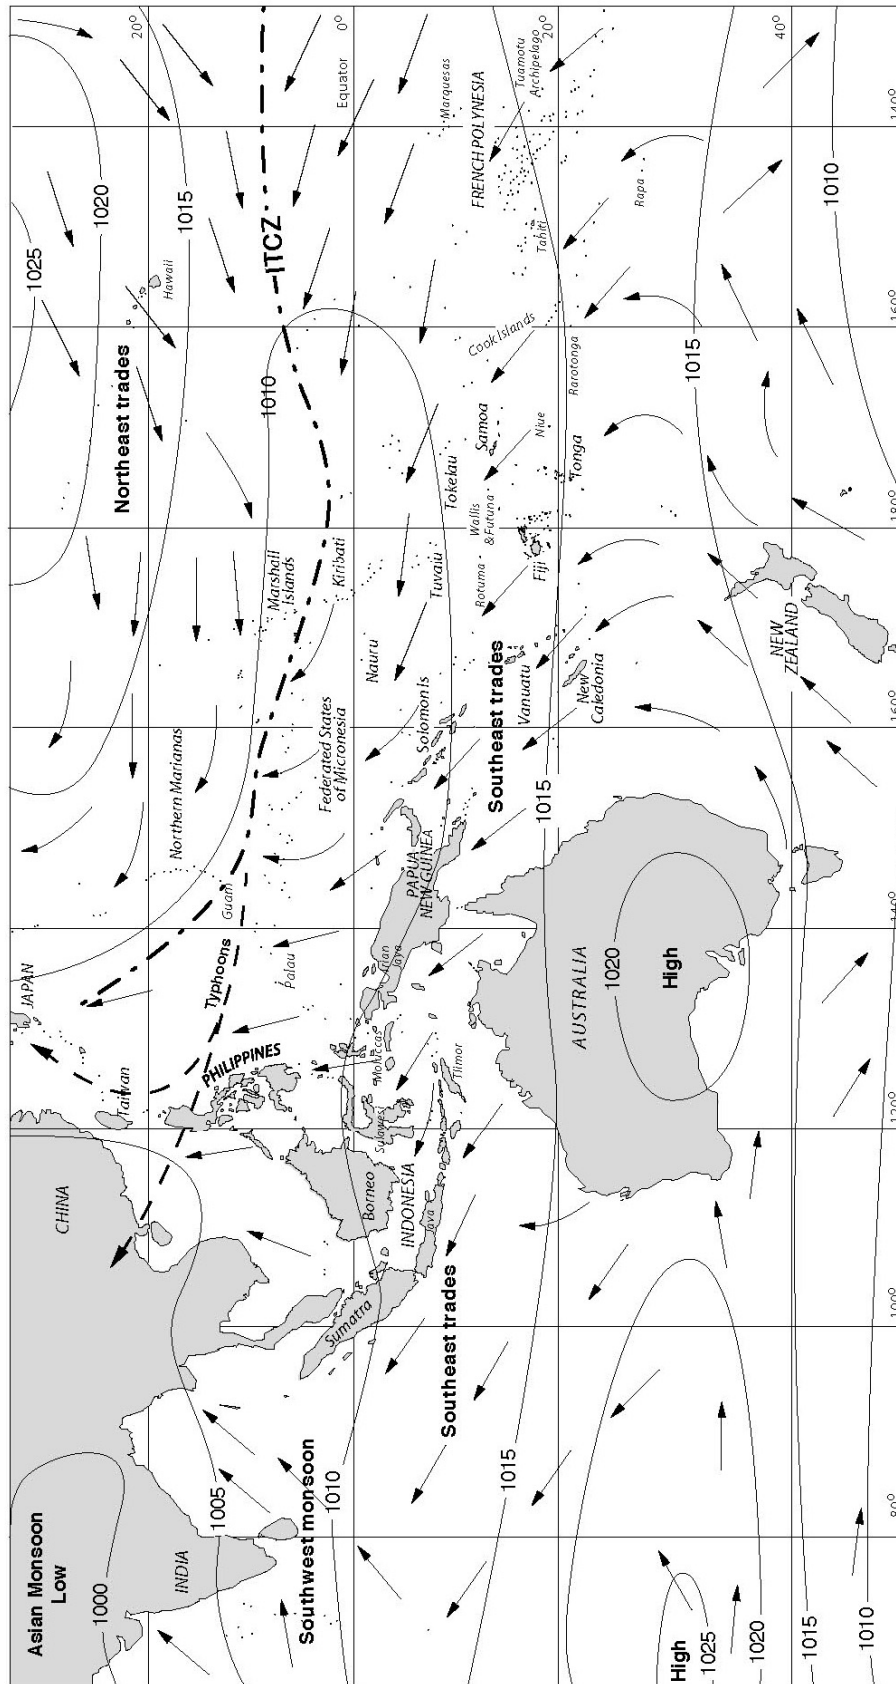 Asian Monsoon
Low
1000
INDIA
1005
Southwest monsoon
1010
1015
High
1025
1020
1015
1010
80°
CHINA
Taiwan
JAPAN
PHILIPPINES
Typhoons
Palau
Guam
Borneo
INDONESIA
Sumatra
Java
Sulawesi
Moluccas
Timor
Irian
Jaya
PAPUA
NEW GUINEA
Southeast trades
100°
120°
140°
AUSTRALIA
1020
High
1015
Northern Marianas
Federated States
of Micronesia
Marshall
Islands
Kiribati
Nauru
Solomon Is
Tuvalu
Tokelau
Southeast trades
Vanuatu
New
Caledonia
Rotuma
Wallis
& Futuna
Fiji
Samoa
Niue
Tonga
NEW
ZEALAND
160°
180°
Northeast trades
1010
ITCZ
Hawaii
1025
1020
1015
Cook Islands
Rarotonga
Tahiti
FRENCH POLYNESIA
Marquesas
Tuamotu
Archipelago
Rapa
1015
1010
160°
140°
20°
0°
Equator
20°
40°